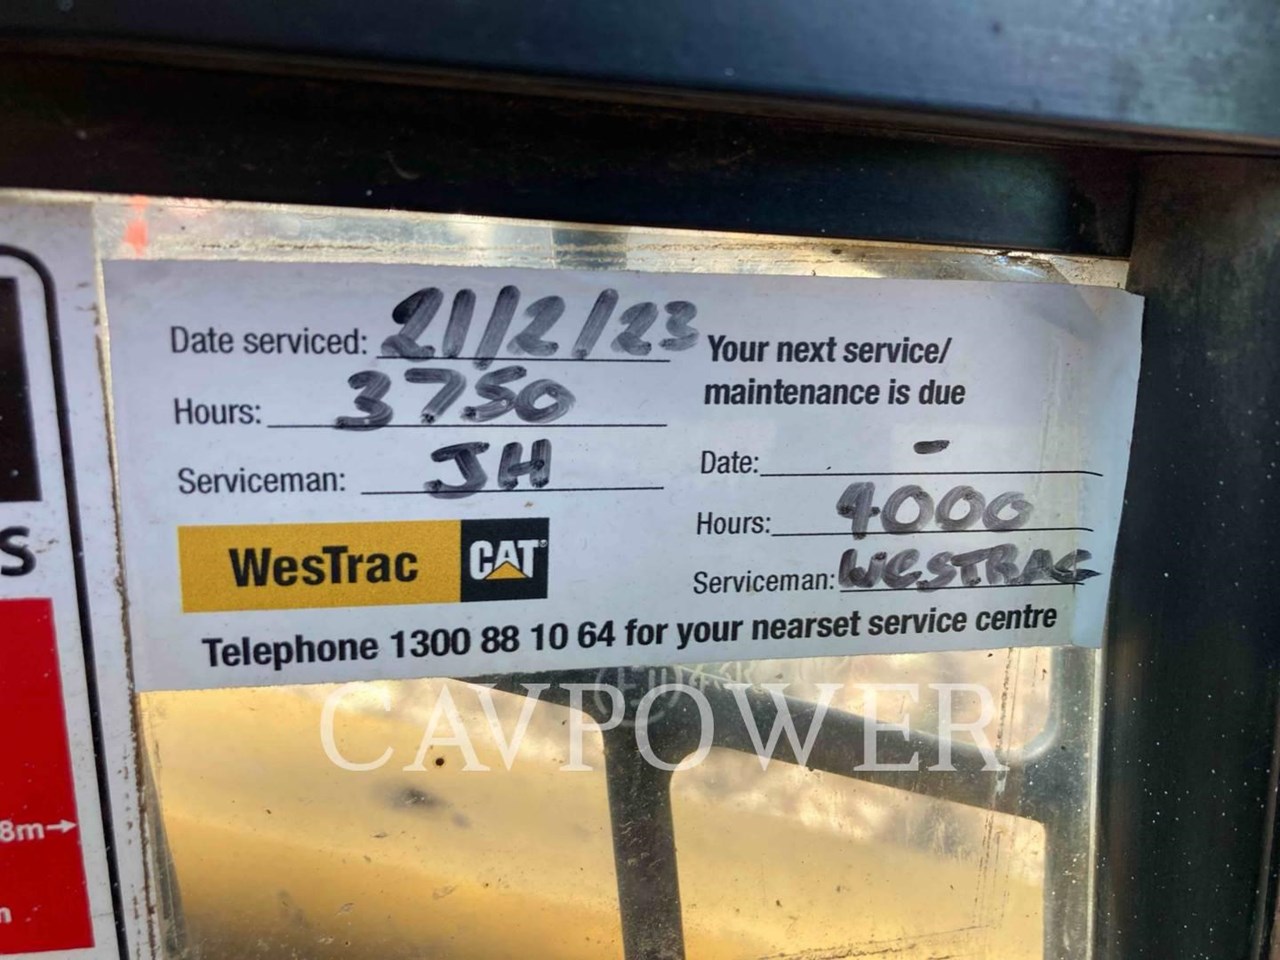 Date serviced: 21/2/23
Hours: 3750
Serviceman: JH
WesTrac CAT
Your next service/
maintenance is due
Date: -
Hours: 4000
Serviceman: WESTRAC
Telephone 1300 88 10 64 for your nearset service centre
CAVPOWER
S
8m